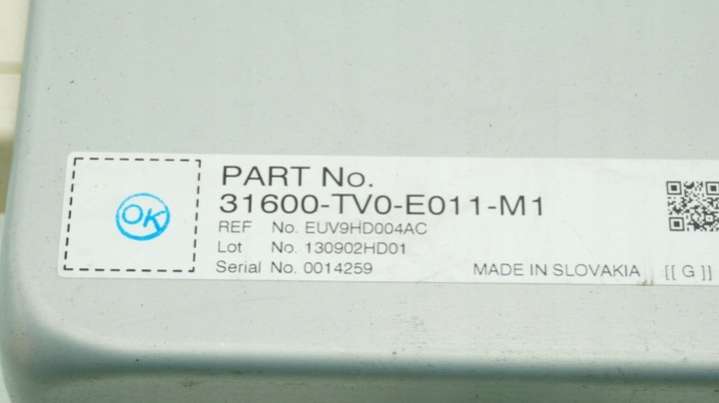 OK
PART No.
31600-TV0-E011-M1
REF No. EUV9HD004AC
Lot No. 130902HD01
Serial No. 0014259
MADE IN SLOVAKIA [[ G ]]